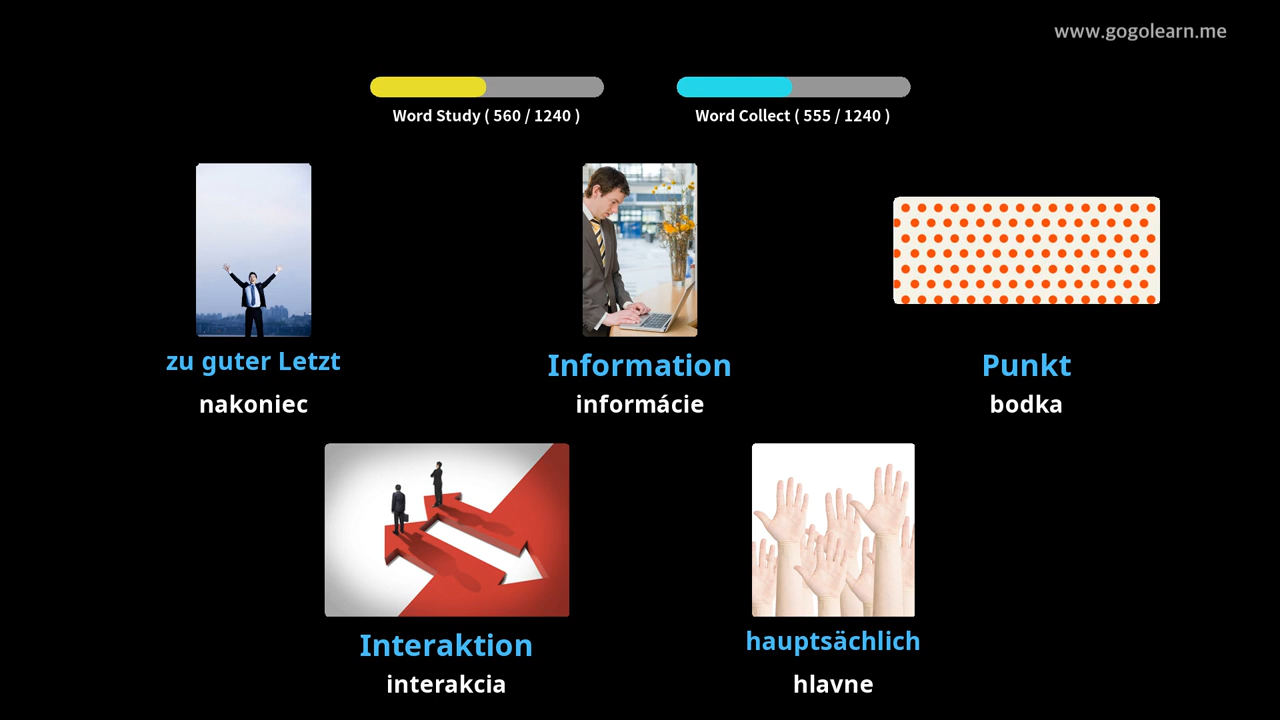 www.gogolearn.me
Word Study ( 560 / 1240 )
Word Collect ( 555 / 1240 )
zu guter Letzt
nakoniec
Information
informácie
Punkt
bodka
Interaktion
interakcia
hauptsächlich
hlavne